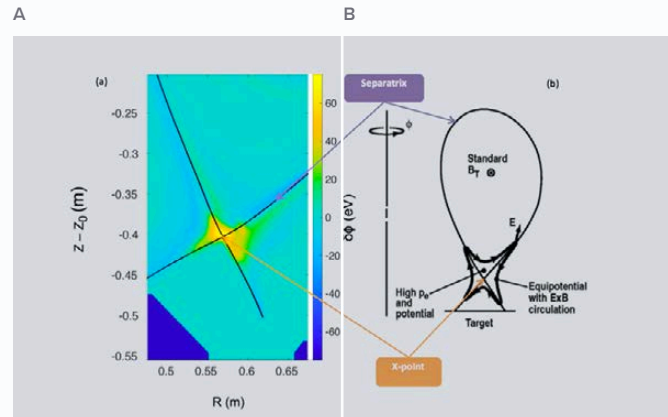 A
B
(a)
60
40
20
0
-20
-40
-60
-0.25
-0.3
-0.35
-0.4
-0.45
-0.5
-0.55
0.5
0.55
0.6
0.65
R (m)
Z − Z₀ (m)
δϕ (eV)
Separatrix
X-point
(b)
ϕ
Standard
B_T ⊗
E
High pₑ
and
potential
Equipotential
with ExB
circulation
Target